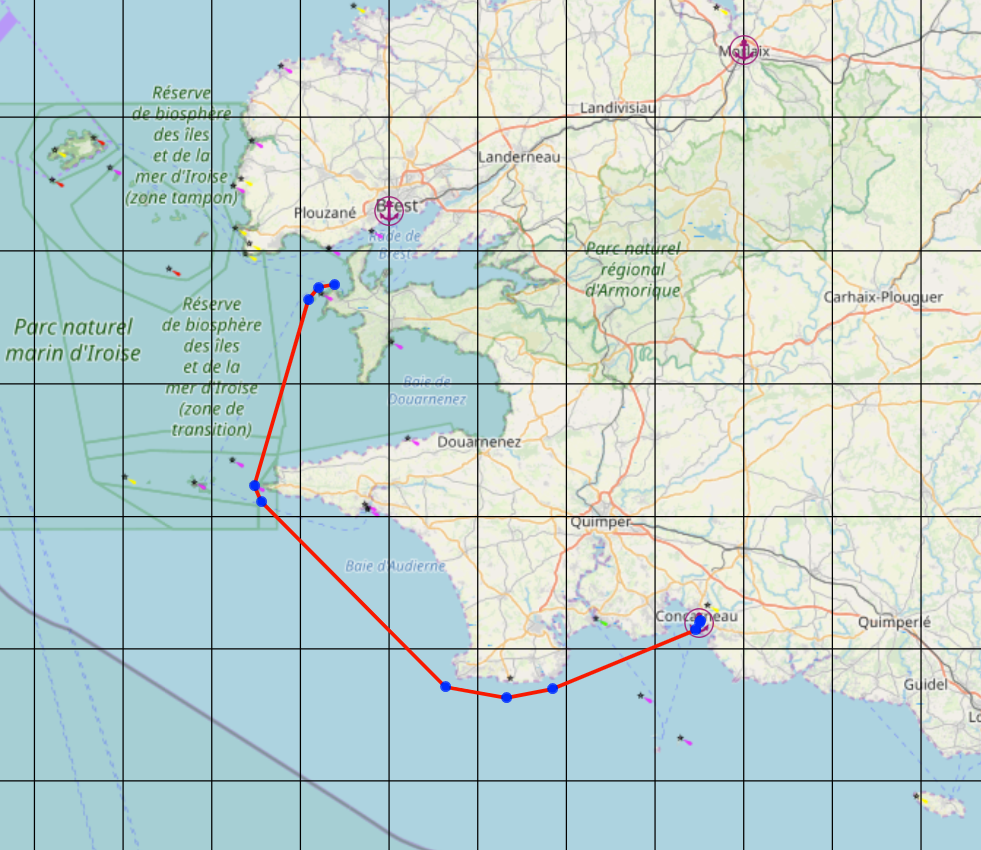 Morlaix
Réserve
de biosphère
des îles
et de la
mer d'Iroise
(zone tampon)
Landivisiau
Landerneau
Plouzané
Brest
Rade de
Brest
Parc naturel
régional
d'Armorique
Carhaix-Plouguer
Parc naturel
marin d'Iroise
Réserve
de biosphère
des îles
et de la
mer d'Iroise
(zone de
transition)
Baie de
Douarnenez
Douarnenez
Quimper
Baie d'Audierne
Concarneau
Quimperlé
Guidel
Lo